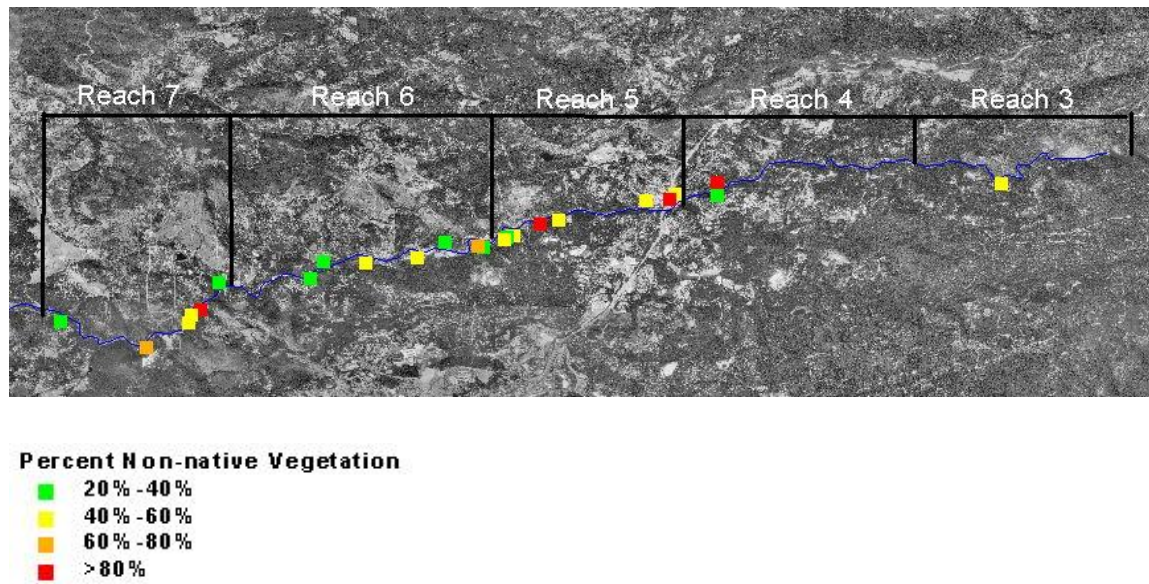 Reach 7 Reach 6 Reach 5 Reach 4 Reach 3
Percent Non-native Vegetation
20%-40%
40%-60%
60%-80%
>80%